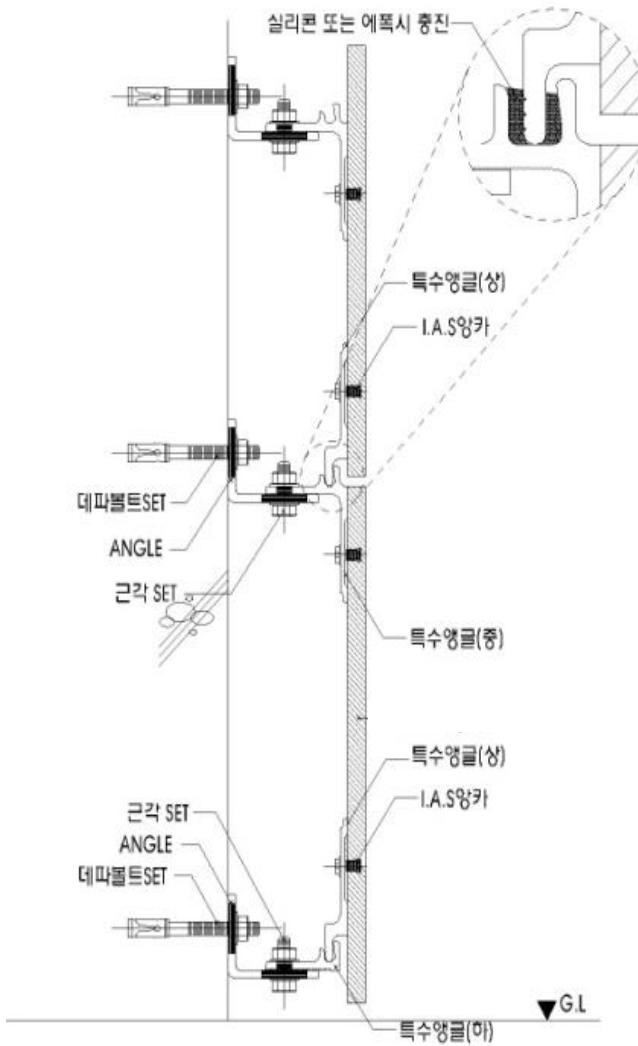 실리콘 또는 에폭시 충진
특수앵글(상)
I.A.S앙카
데파볼트SET
ANGLE
근각 SET
특수앵글(중)
특수앵글(상)
근각 SET
I.A.S앙카
ANGLE
데파볼트SET
G.L
특수앵글(하)